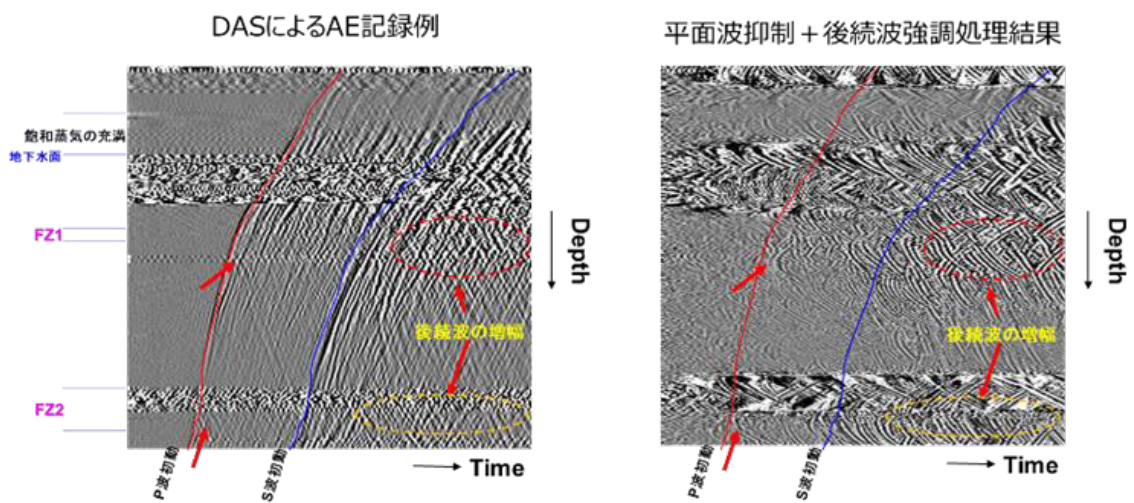 DASによるAE記録例
平面波抑制＋後続波強調処理結果
飽和蒸気の充満
地下水面
FZ1
FZ2
Depth
後続波の増幅
P波初動
S波初動
Time
Depth
後続波の増幅
P波初動
S波初動
Time